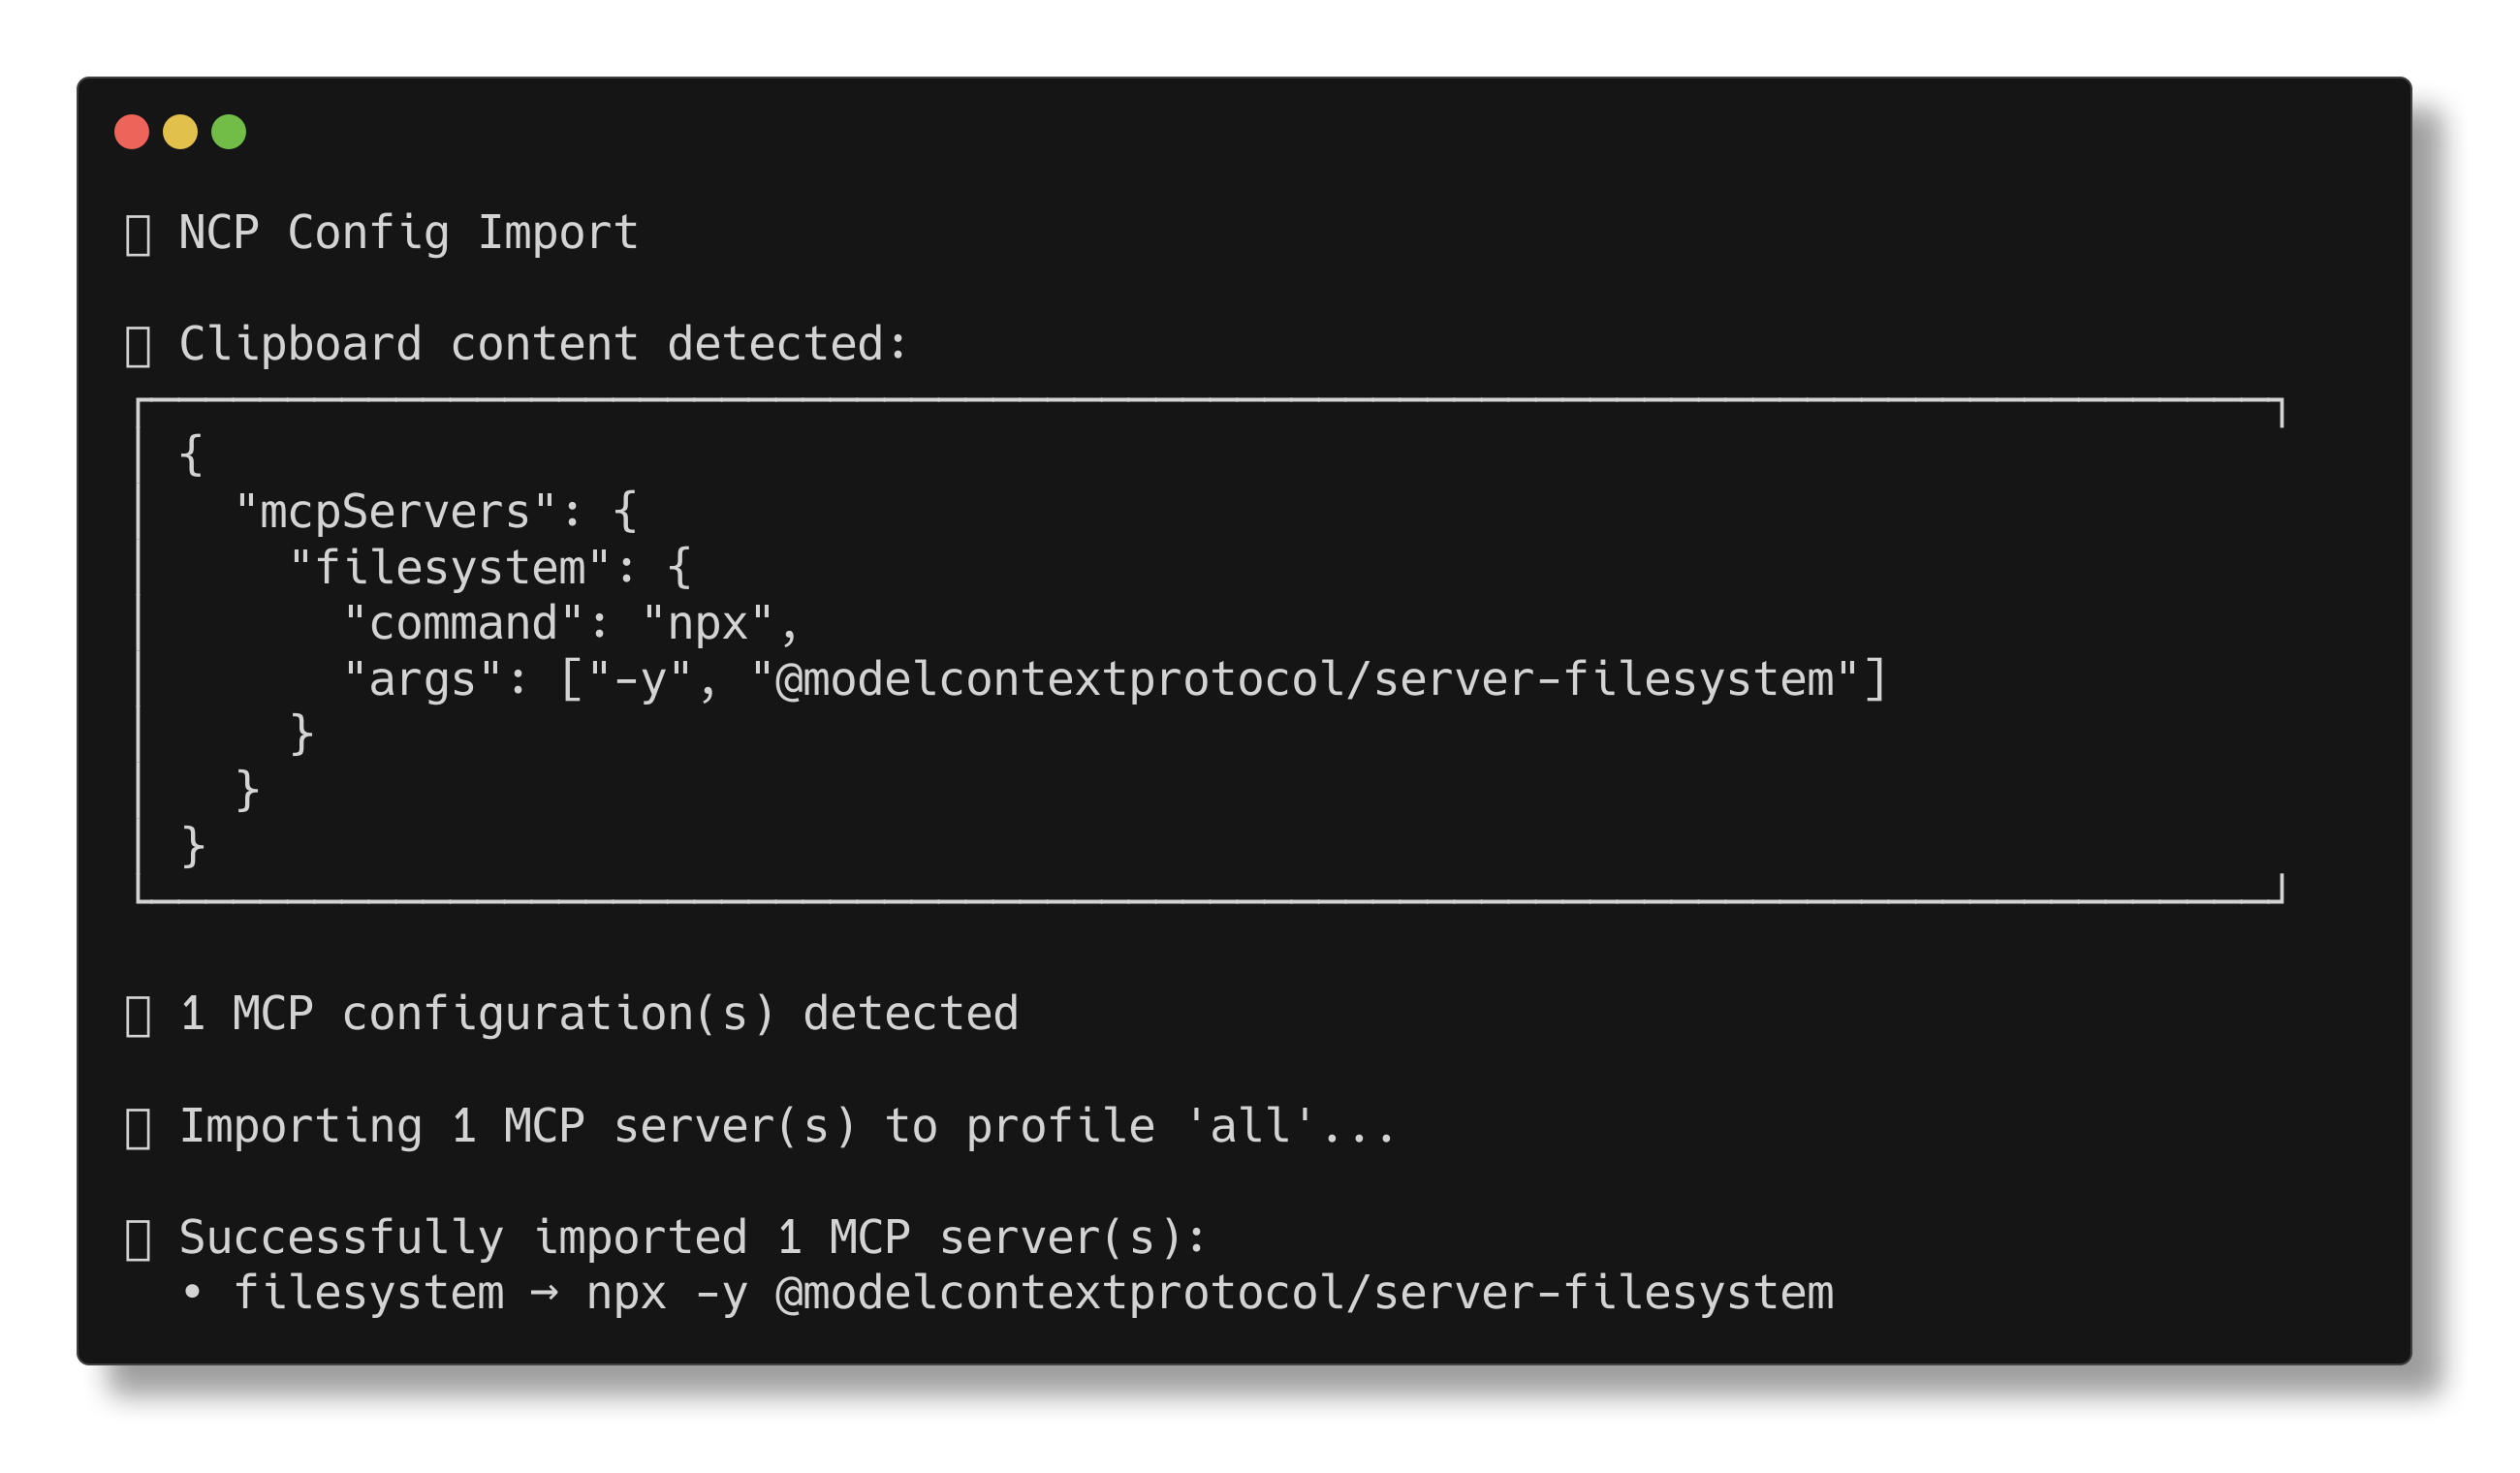 NCP Config Import
Clipboard content detected:
{
  "mcpServers": {
    "filesystem": {
      "command": "npx",
      "args": ["-y", "@modelcontextprotocol/server-filesystem"]
    }
  }
}
1 MCP configuration(s) detected
Importing 1 MCP server(s) to profile 'all'...
Successfully imported 1 MCP server(s):
• filesystem → npx -y @modelcontextprotocol/server-filesystem